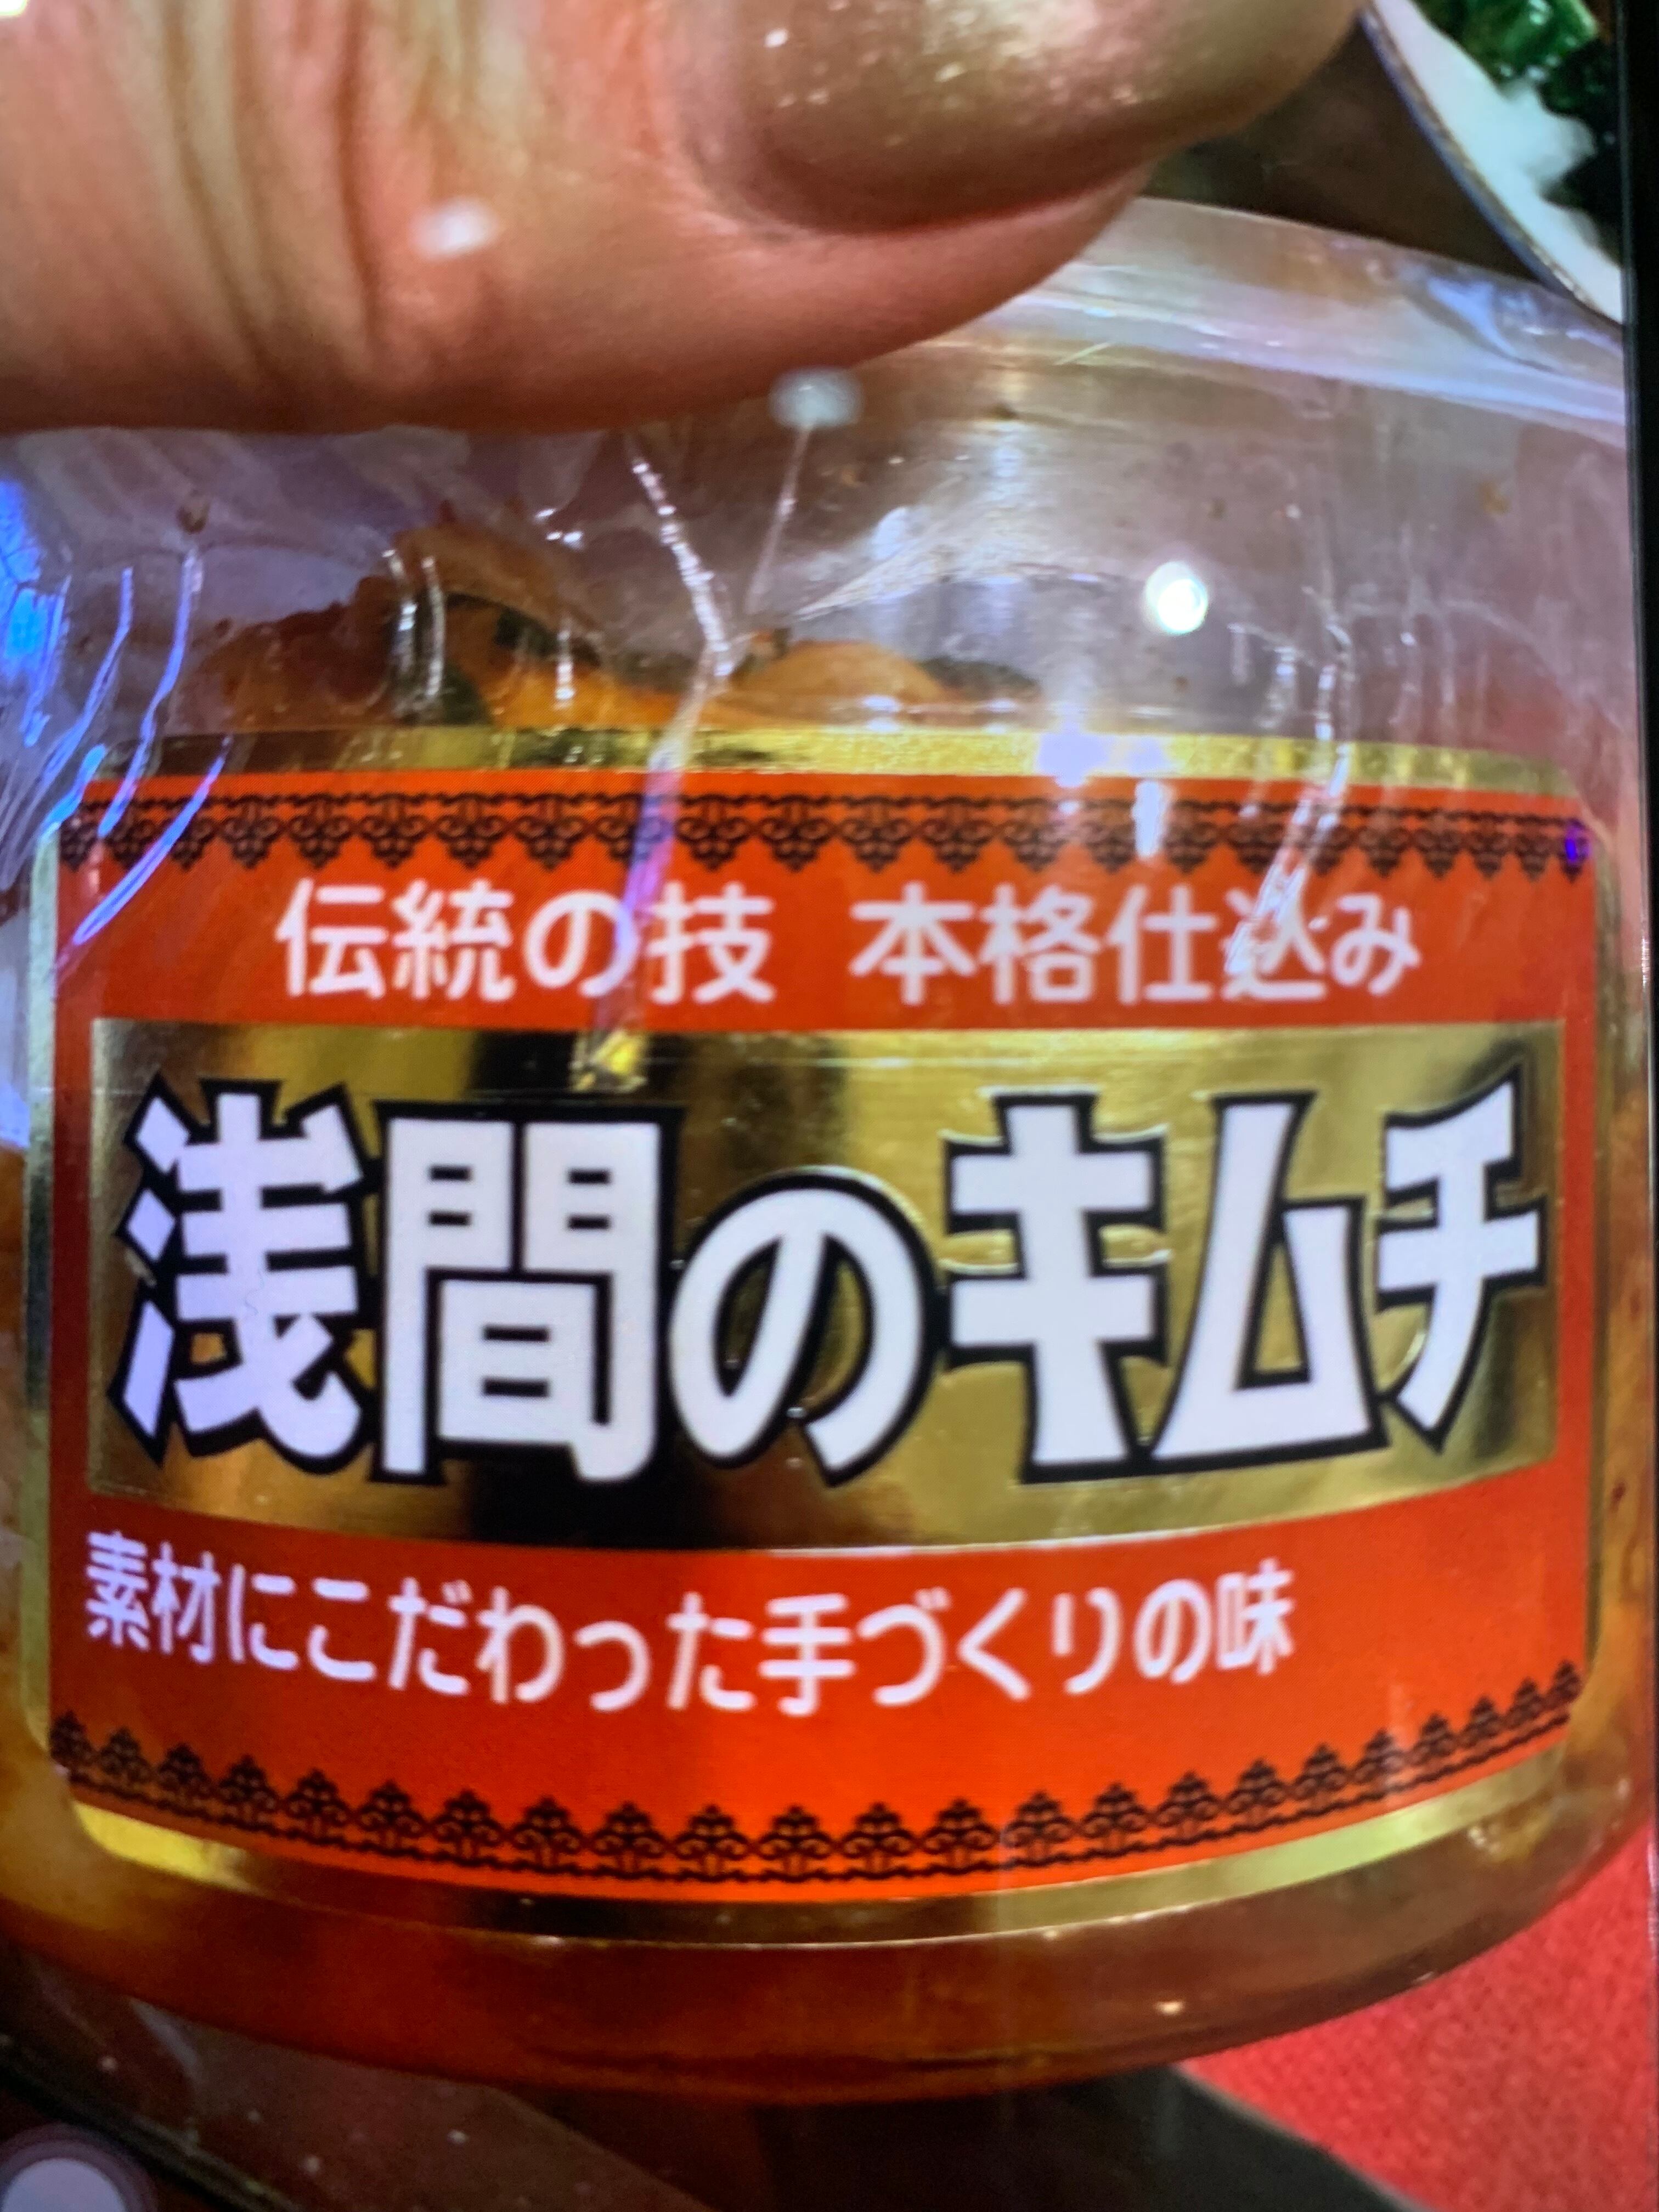 伝統の技 本格仕込み
浅間のキムチ
素材にこだわった手づくりの味